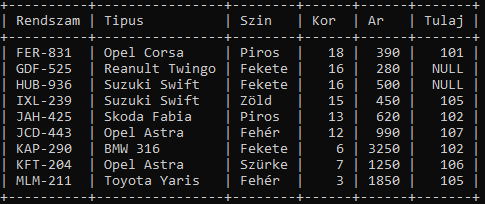 Rendszam | Tipus | Szin | Kor | Ar | Tulaj
FER-831 | Opel Corsa | Piros | 18 | 390 | 101
GDF-525 | Reanult Twingo | Fekete | 16 | 280 | NULL
HUB-936 | Suzuki Swift | Fekete | 16 | 500 | NULL
IXL-239 | Suzuki Swift | Zöld | 15 | 450 | 105
JAH-425 | Skoda Fabia | Piros | 13 | 620 | 102
JCD-443 | Opel Astra | Fehér | 12 | 990 | 107
KAP-290 | BMW 316 | Fekete | 6 | 3250 | 102
KFT-204 | Opel Astra | Szürke | 7 | 1250 | 106
MLM-211 | Toyota Yaris | Fehér | 3 | 1850 | 105